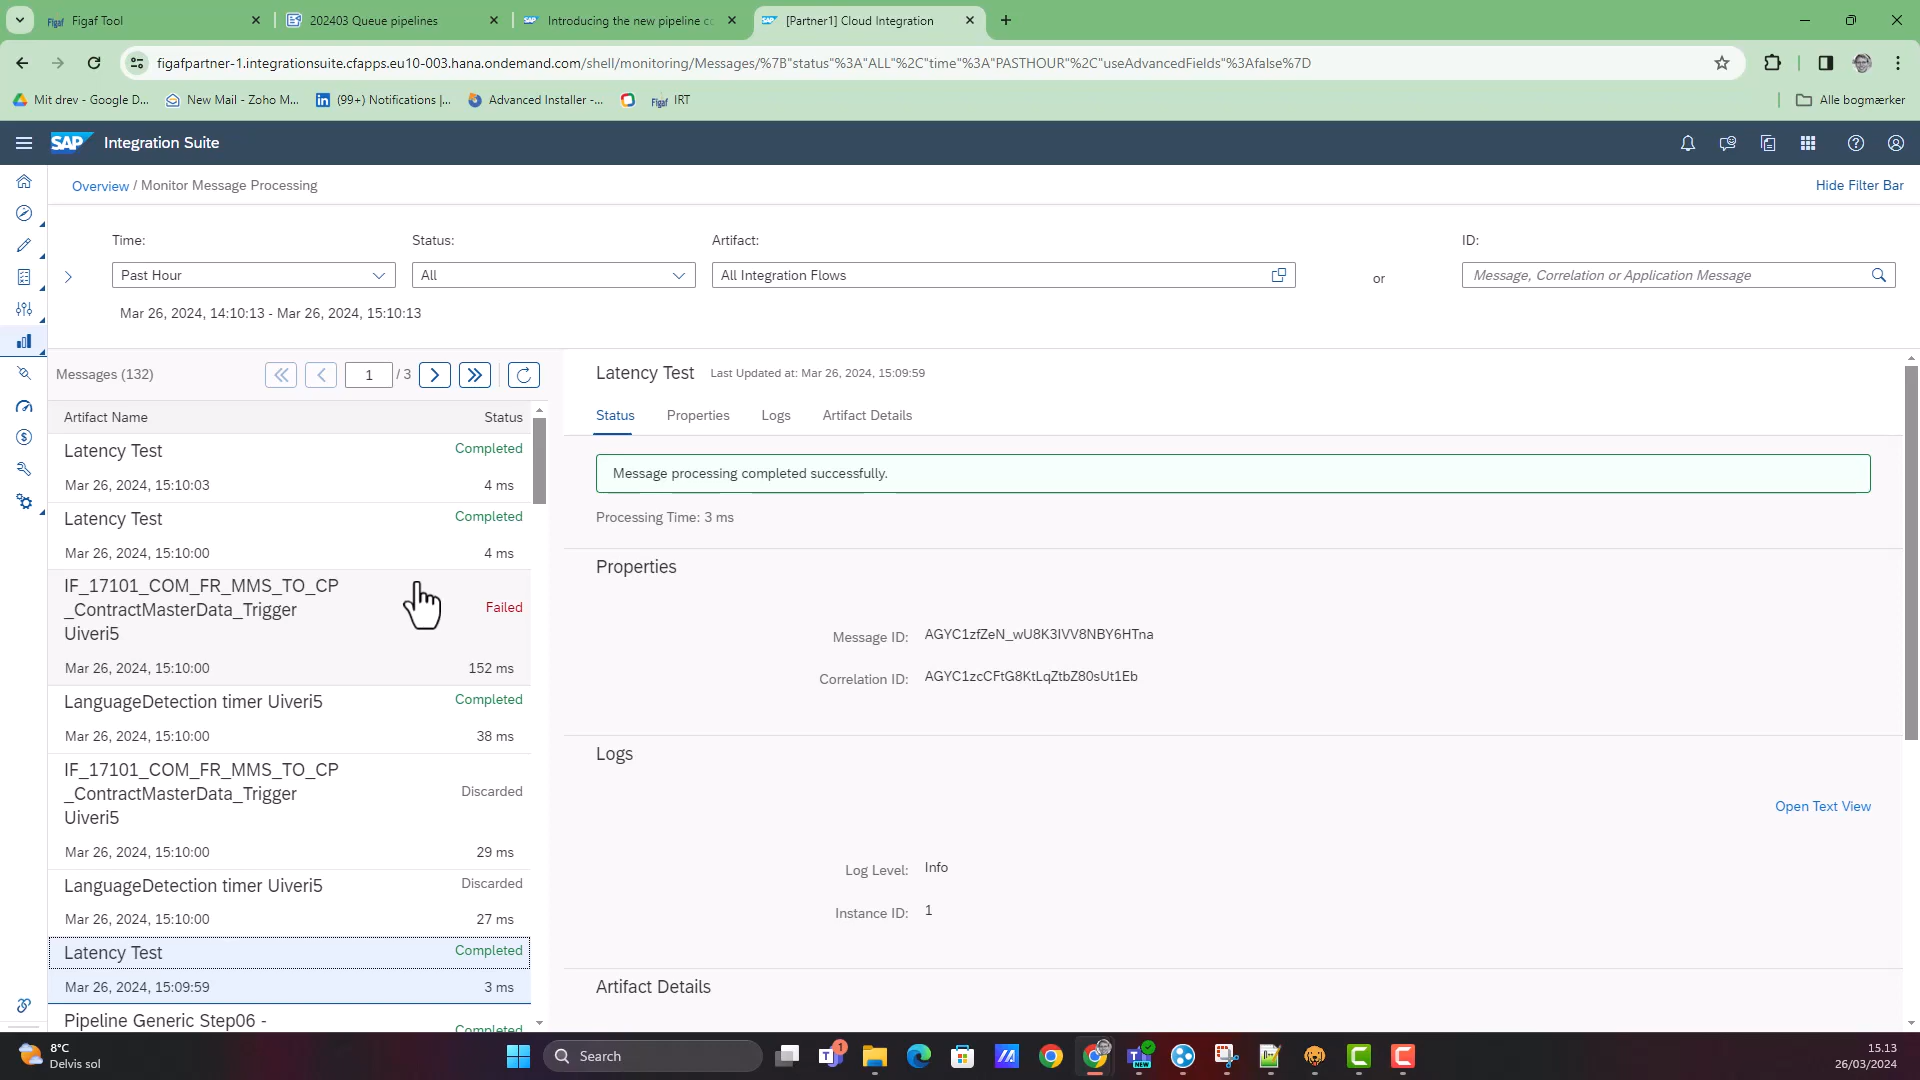 Figaf Figaf Tool
202403 Queue pipelines
SAP Introducing the new pipeline co
SAP [Partner1] Cloud Integration
figafpartner-1.integrationsuite.cfapps.eu10-003.hana.ondemand.com/shell/monitoring/Messages/%7B"status"%3A"ALL"%2C"time"%3A"PASTHOUR"%2C"useAdvancedFields"%3Afalse%7D
Mit drev - Google D...
New Mail - Zoho M...
(99+) Notifications |...
Advanced Installer -...
Figaf IRT
Alle bogmærker
SAP Integration Suite
Overview / Monitor Message Processing
Hide Filter Bar
Time:
Status:
Artifact:
ID:
Past Hour
All
All Integration Flows
or
Message, Correlation or Application Message
Mar 26, 2024, 14:10:13 - Mar 26, 2024, 15:10:13
Messages (132)
1 / 3
Artifact Name Status
Latency Test Completed
Mar 26, 2024, 15:10:03 4 ms
Latency Test Completed
Mar 26, 2024, 15:10:00 4 ms
IF_17101_COM_FR_MMS_TO_CP
_ContractMasterData_Trigger Failed
Uiveri5
Mar 26, 2024, 15:10:00 152 ms
LanguageDetection timer Uiveri5 Completed
Mar 26, 2024, 15:10:00 38 ms
IF_17101_COM_FR_MMS_TO_CP
_ContractMasterData_Trigger Discarded
Uiveri5
Mar 26, 2024, 15:10:00 29 ms
LanguageDetection timer Uiveri5 Discarded
Mar 26, 2024, 15:10:00 27 ms
Latency Test Completed
Mar 26, 2024, 15:09:59 3 ms
Pipeline Generic Step06 - Completed
Latency Test Last Updated at: Mar 26, 2024, 15:09:59
Status Properties Logs Artifact Details
Message processing completed successfully.
Processing Time: 3 ms
Properties
Message ID: AGYC1zfZeN_wU8K3IVV8NBY6HTna
Correlation ID: AGYC1zcCFtG8KtLqZtbZ80sUt1Eb
Logs
Open Text View
Log Level: Info
Instance ID: 1
Artifact Details
8°C
Delvis sol
Search
1
NEW
15.13
26/03/2024